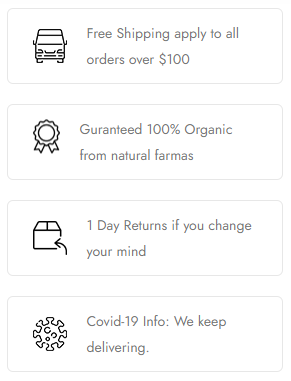 Free Shipping apply to all
orders over $100
Guranteed 100% Organic
from natural farmas
1 Day Returns if you change
your mind
Covid-19 Info: We keep
delivering.